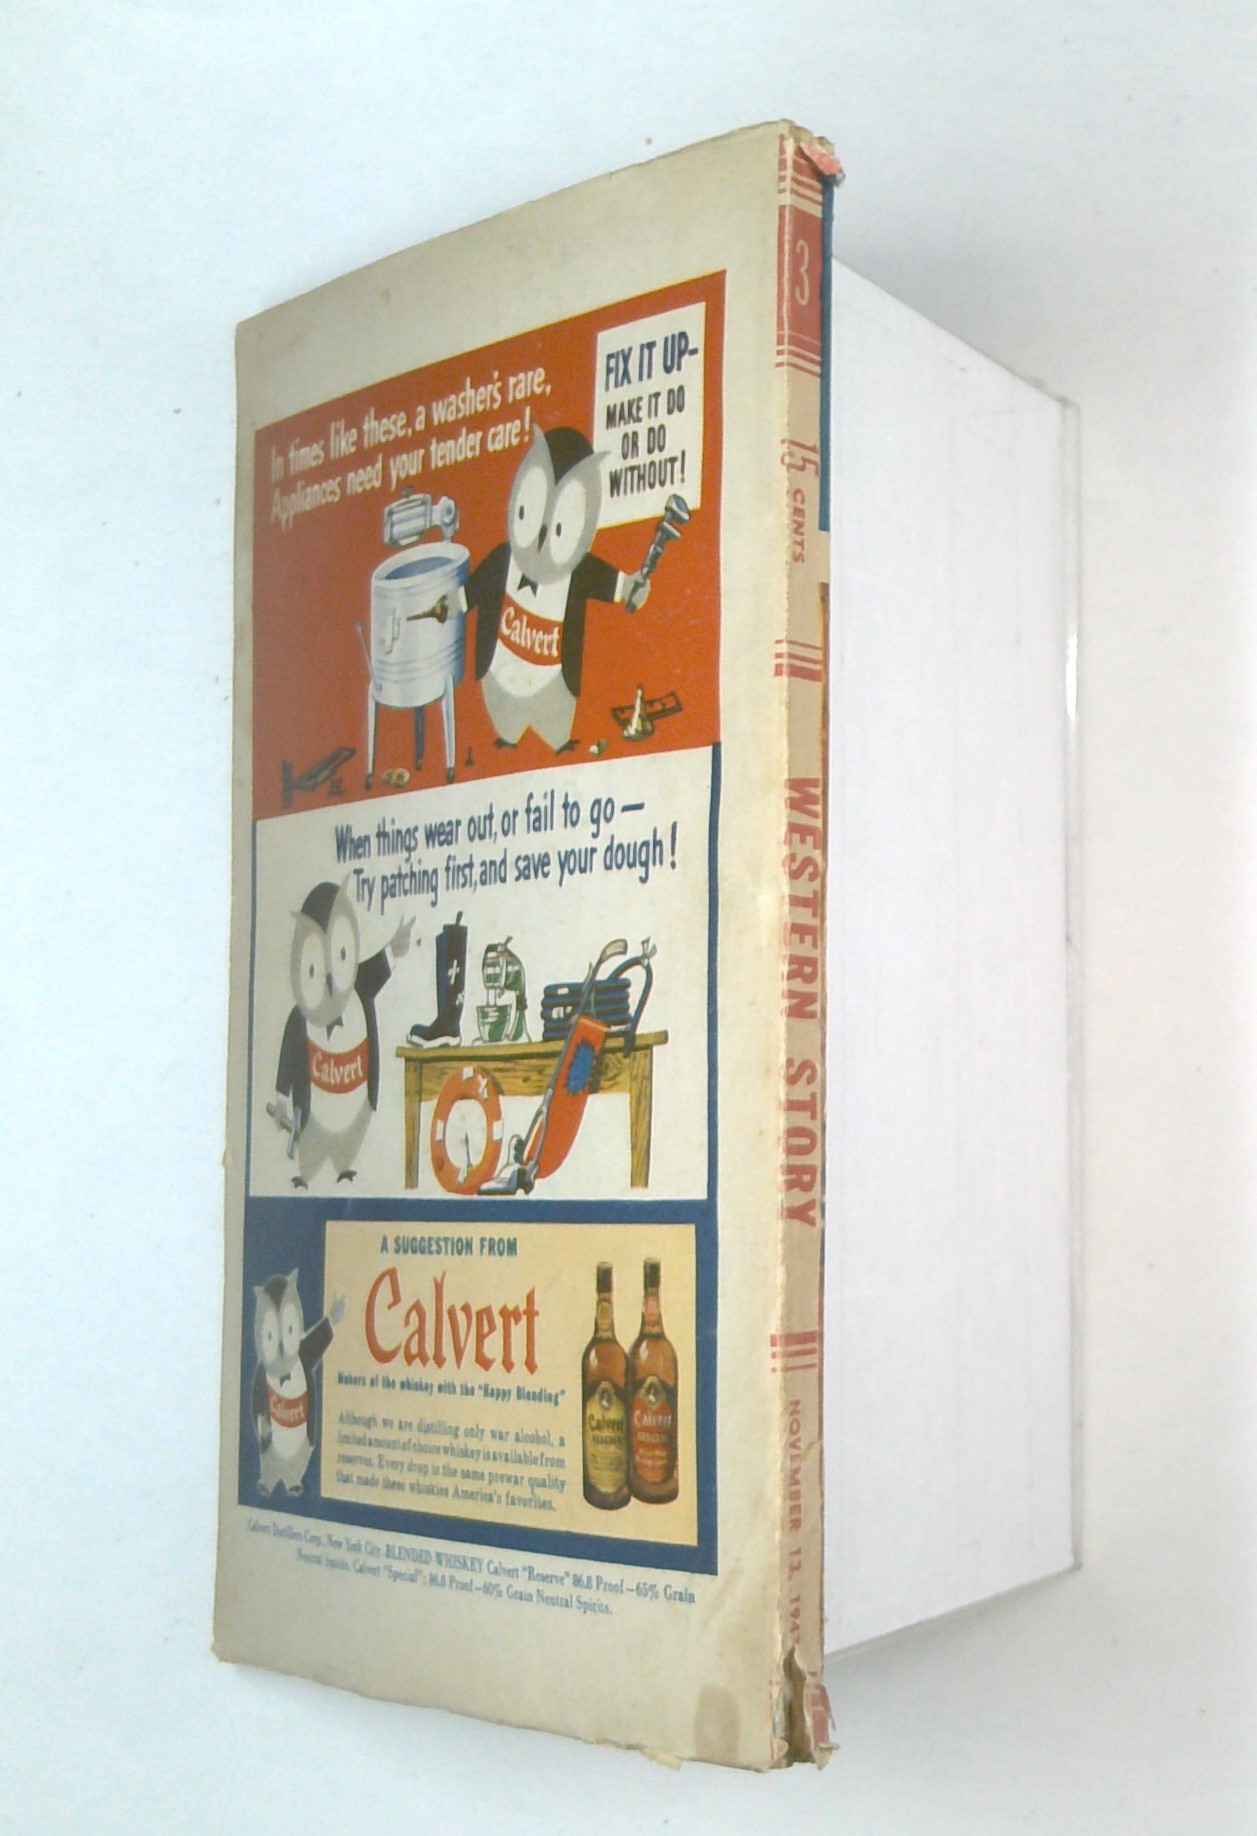 In times like these, a washer's rare,
Appliances need your tender care!
FIX IT UP-
MAKE IT DO
OR DO
WITHOUT!
Calvert
When things wear out, or fail to go—
Try patching first, and save your dough!
Calvert
A SUGGESTION FROM
Calvert
Makers of the whiskey with the "Happy Blending"
Although we are distilling only war alcohol, a
limited amount of choice whiskey is available from
reserves. Every drop is the same prewar quality
that made these whiskies America's favorites.
Calvert
Calvert
RESERVE
Calvert
SPECIAL
Calvert Distillers Corp., New York City. BLENDED WHISKEY Calvert "Reserve" 86.8 Proof—65% Grain
Neutral Spirits. Calvert "Special": 86.8 Proof—60% Grain Neutral Spirits.
3
15 CENTS
WESTERN STORY
NOVEMBER 13, 194